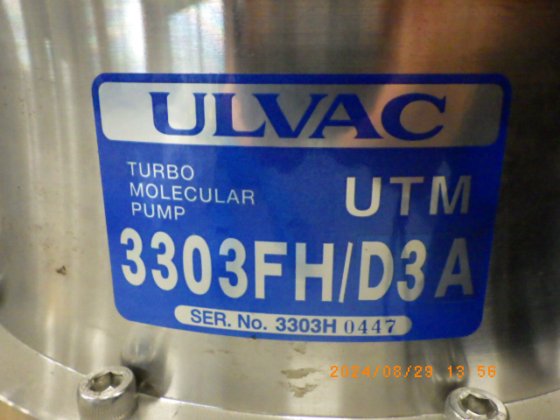 ULVAC
TURBO
MOLECULAR
PUMP
UTM
3303FH/D3A
SER. No. 3303H 0447
2024/08/29 13:56